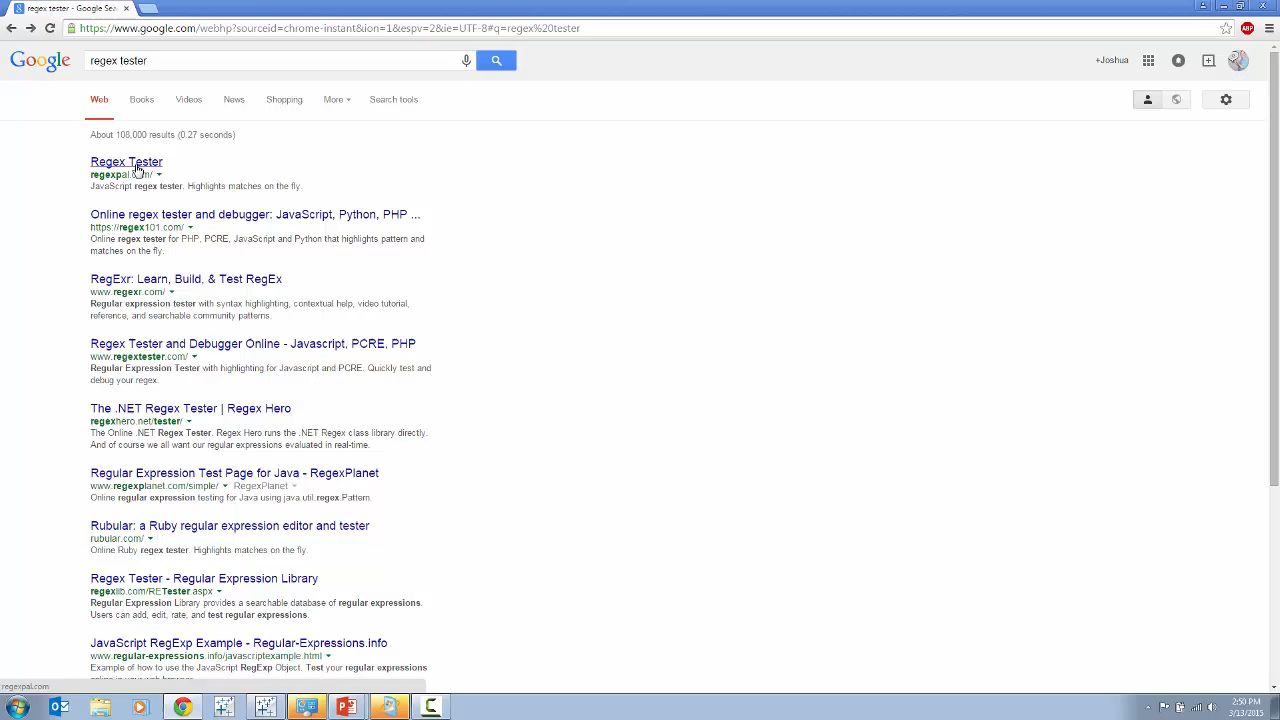 regex tester - Google Sea
https://www.google.com/webhp?sourceid=chrome-instant&ion=1&espv=2&ie=UTF-8#q=regex%20tester
ABP
Google
regex tester
+Joshua
Web
Books
Videos
News
Shopping
More
Search tools
About 108,000 results (0.27 seconds)
Regex Tester
regexpal.com/
JavaScript regex tester. Highlights matches on the fly.
Online regex tester and debugger: JavaScript, Python, PHP ...
https://regex101.com/
Online regex tester for PHP, PCRE, JavaScript and Python that highlights pattern and
matches on the fly.
RegExr: Learn, Build, & Test RegEx
www.regexr.com/
Regular expression tester with syntax highlighting, contextual help, video tutorial,
reference, and searchable community patterns.
Regex Tester and Debugger Online - Javascript, PCRE, PHP
www.regextester.com/
Regular Expression Tester with highlighting for Javascript and PCRE. Quickly test and
debug your regex.
The .NET Regex Tester | Regex Hero
regexhero.net/tester/
The Online .NET Regex Tester. Regex Hero runs the .NET Regex class library directly.
And of course we all want our regular expressions evaluated in real-time.
Regular Expression Test Page for Java - RegexPlanet
www.regexplanet.com/simple/ RegexPlanet
Online regular expression testing for Java using java.util.regex.Pattern.
Rubular: a Ruby regular expression editor and tester
rubular.com/
Online Ruby regex tester. Highlights matches on the fly.
Regex Tester - Regular Expression Library
regexlib.com/RETester.aspx
Regular Expression Library provides a searchable database of regular expressions.
Users can add, edit, rate, and test regular expressions.
JavaScript RegExp Example - Regular-Expressions.info
www.regular-expressions.info/javascriptexample.html
Example of how to use the JavaScript RegExp Object. Test your regular expressions
online in your web browser.
regexpal.com
2:50 PM
3/13/2015